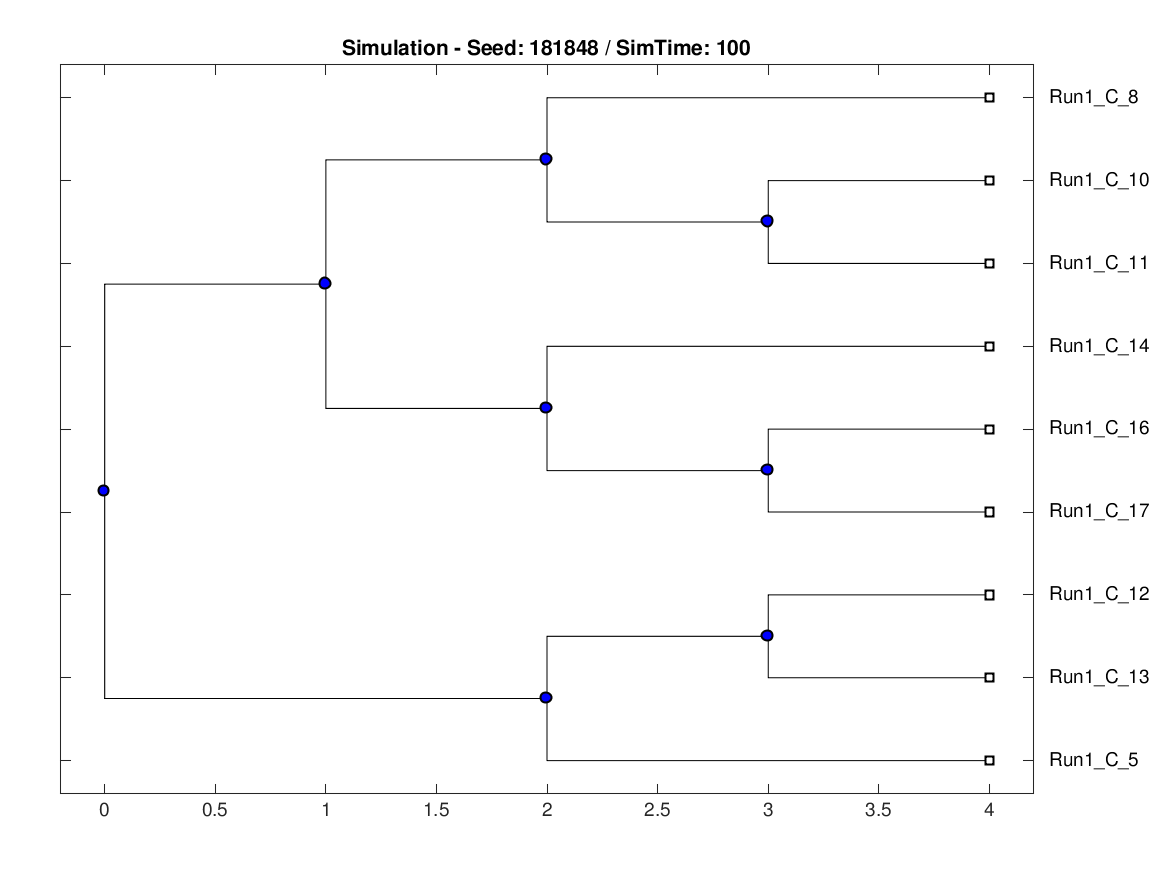 Simulation - Seed: 181848 / SimTime: 100
Run1_C_8
Run1_C_10
Run1_C_11
Run1_C_14
Run1_C_16
Run1_C_17
Run1_C_12
Run1_C_13
Run1_C_5
0 0.5 1 1.5 2 2.5 3 3.5 4